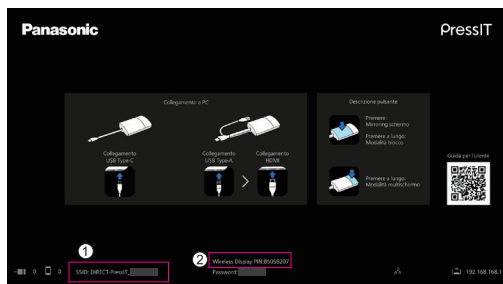 Panasonic
PressIT
Collegamento a PC
Collegamento
USB Type-C
Collegamento
USB Type-A
Collegamento
HDMI
Descrizione pulsante
Premere:
Mirroring schermo
Premere a lungo:
Modalità blocco
Premere a lungo:
Modalità multischermo
Guida per l'utente
1
2
0
0
SSID: DIRECT-PressIT_
Wireless Display PIN:85099207
Password:
192.168.168.1